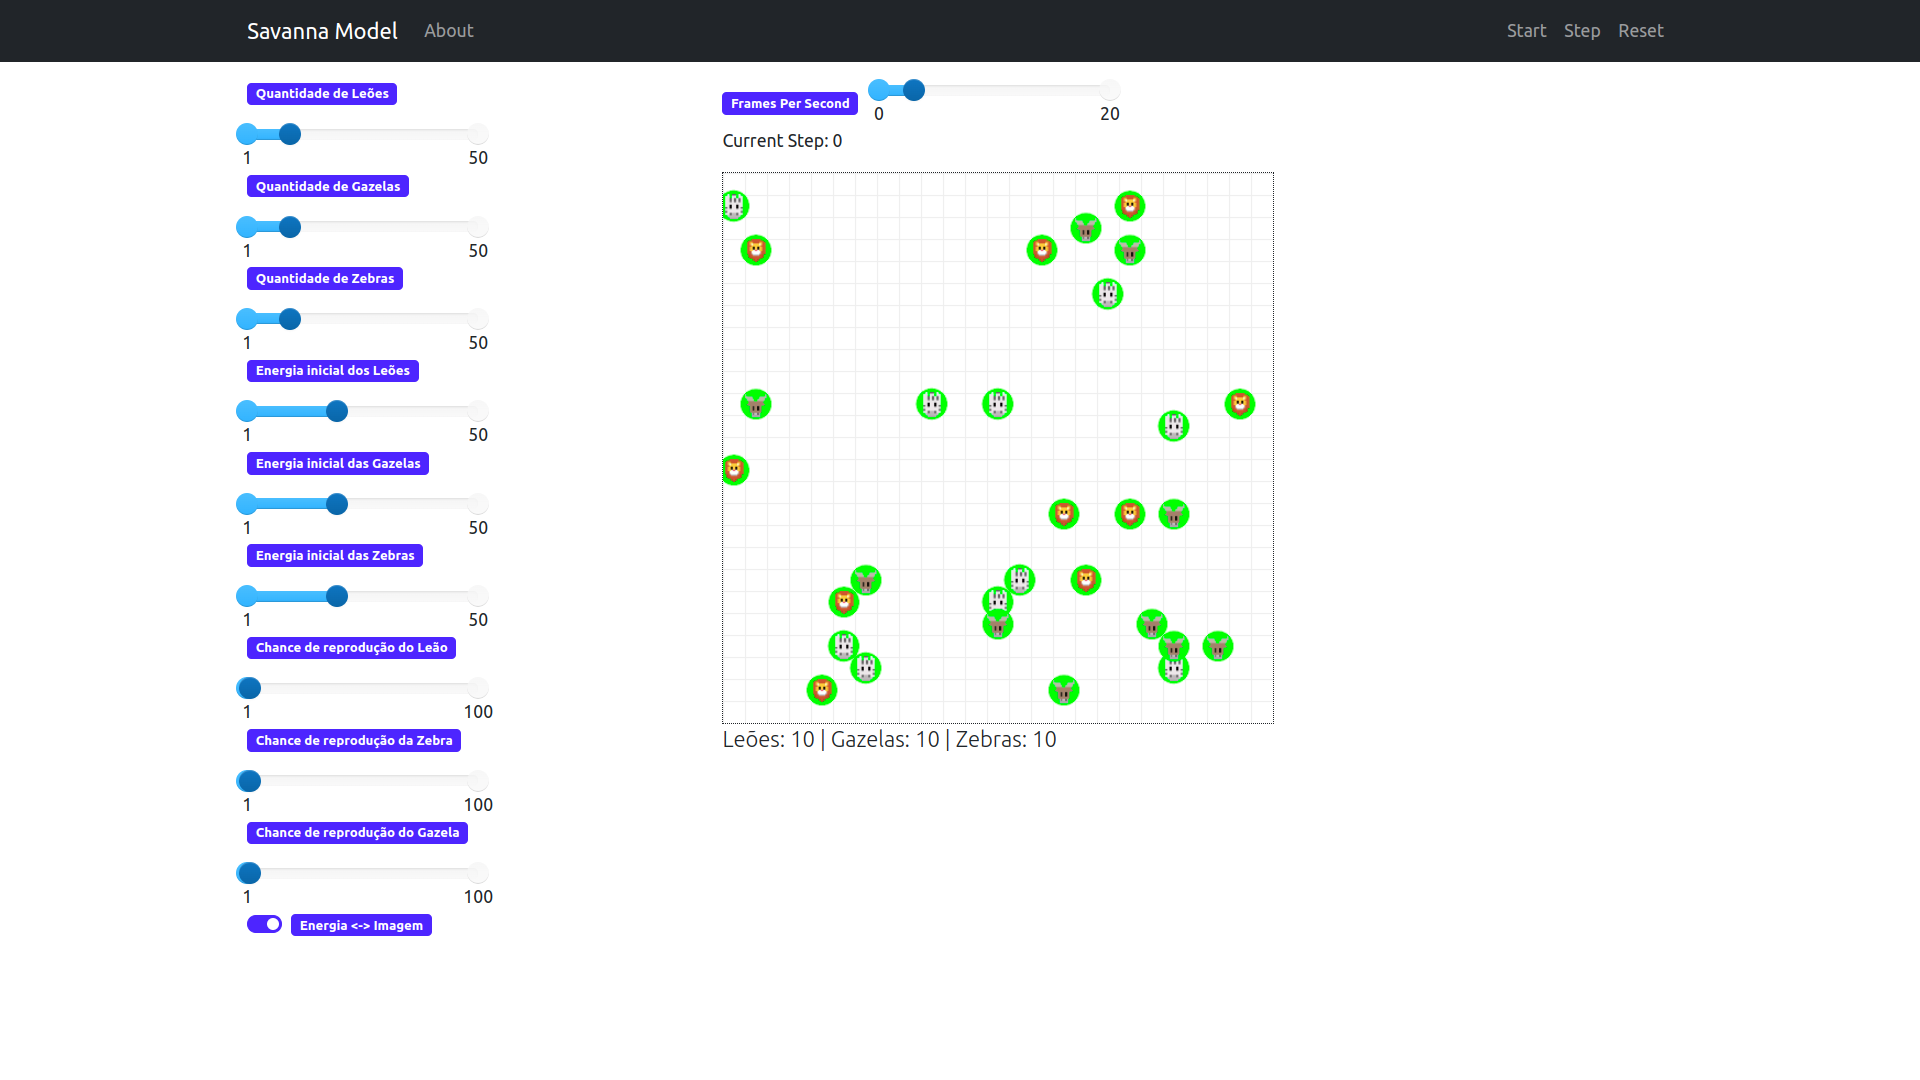 Savanna Model About Start Step Reset
Quantidade de Leões
1 50
Quantidade de Gazelas
1 50
Quantidade de Zebras
1 50
Energia inicial dos Leões
1 50
Energia inicial das Gazelas
1 50
Energia inicial das Zebras
1 50
Chance de reprodução do Leão
1 100
Chance de reprodução da Zebra
1 100
Chance de reprodução do Gazela
1 100
Energia <-> Imagem
Frames Per Second
0 20
Current Step: 0
Leões: 10 | Gazelas: 10 | Zebras: 10